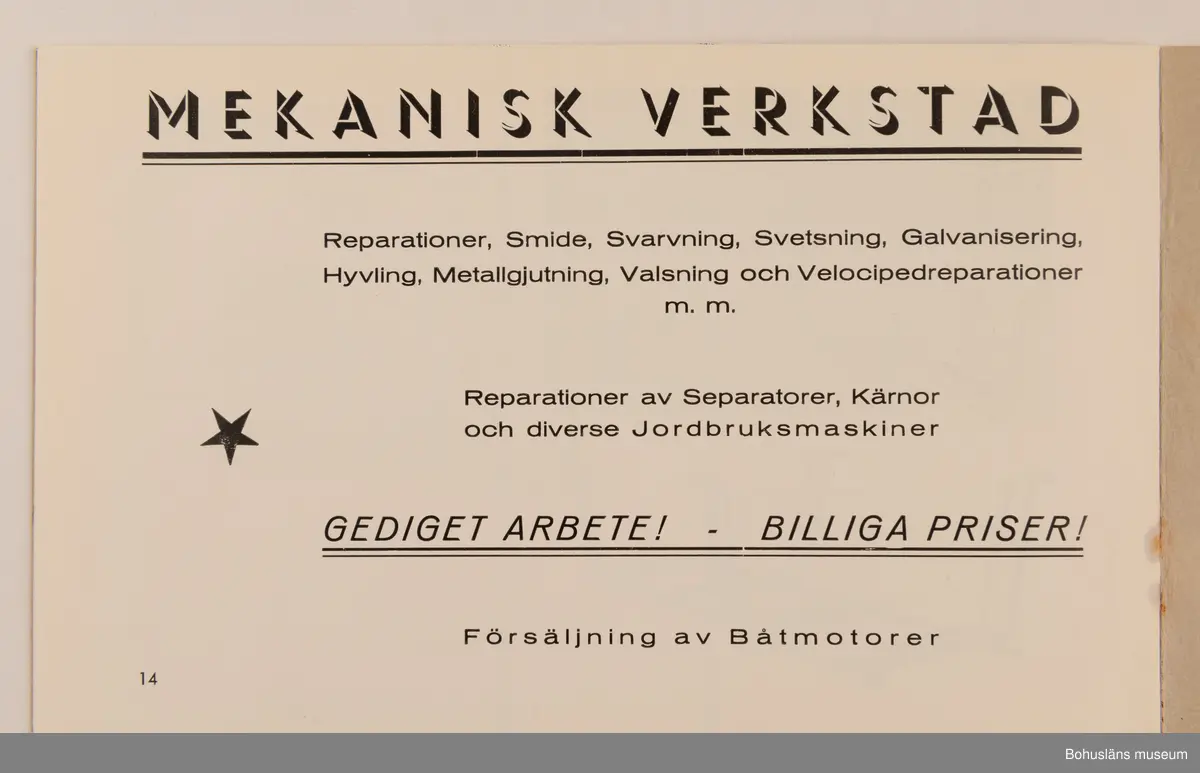 MEKANISK VERKSTAD
Reparationer, Smide, Svarvning, Svetsning, Galvanisering,
Hyvling, Metallgjutning, Valsning och Velocipedreparationer
m. m.
Reparationer av Separatorer, Kärnor
och diverse Jordbruksmaskiner
GEDIGET ARBETE! - BILLIGA PRISER!
Försäljning av Båtmotorer
14
Bohusläns museum